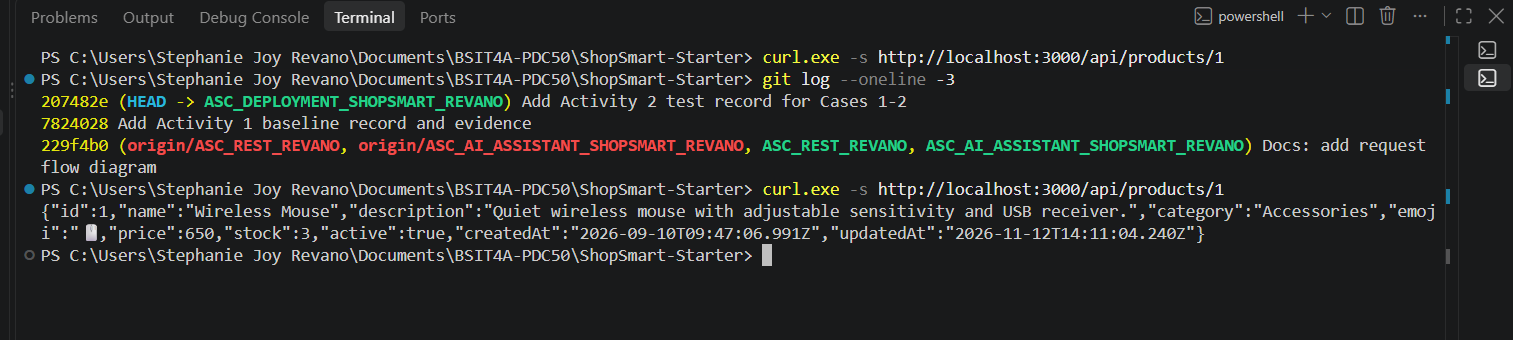 Problems Output Debug Console Terminal Ports powershell
PS C:\Users\Stephanie Joy Revano\Documents\BSIT4A-PDC50\ShopSmart-Starter> curl.exe -s http://localhost:3000/api/products/1
PS C:\Users\Stephanie Joy Revano\Documents\BSIT4A-PDC50\ShopSmart-Starter> git log --oneline -3
207482e (HEAD -> ASC_DEPLOYMENT_SHOPSMART_REVANO) Add Activity 2 test record for Cases 1-2
7824028 Add Activity 1 baseline record and evidence
229f4b0 (origin/ASC_REST_REVANO, origin/ASC_AI_ASSISTANT_SHOPSMART_REVANO, ASC_REST_REVANO, ASC_AI_ASSISTANT_SHOPSMART_REVANO) Docs: add request
flow diagram
PS C:\Users\Stephanie Joy Revano\Documents\BSIT4A-PDC50\ShopSmart-Starter> curl.exe -s http://localhost:3000/api/products/1
{"id":1,"name":"Wireless Mouse","description":"Quiet wireless mouse with adjustable sensitivity and USB receiver.","category":"Accessories","emoj
i":"🖱️","price":650,"stock":3,"active":true,"createdAt":"2026-09-10T09:47:06.991Z","updatedAt":"2026-11-12T14:11:04.240Z"}
PS C:\Users\Stephanie Joy Revano\Documents\BSIT4A-PDC50\ShopSmart-Starter>